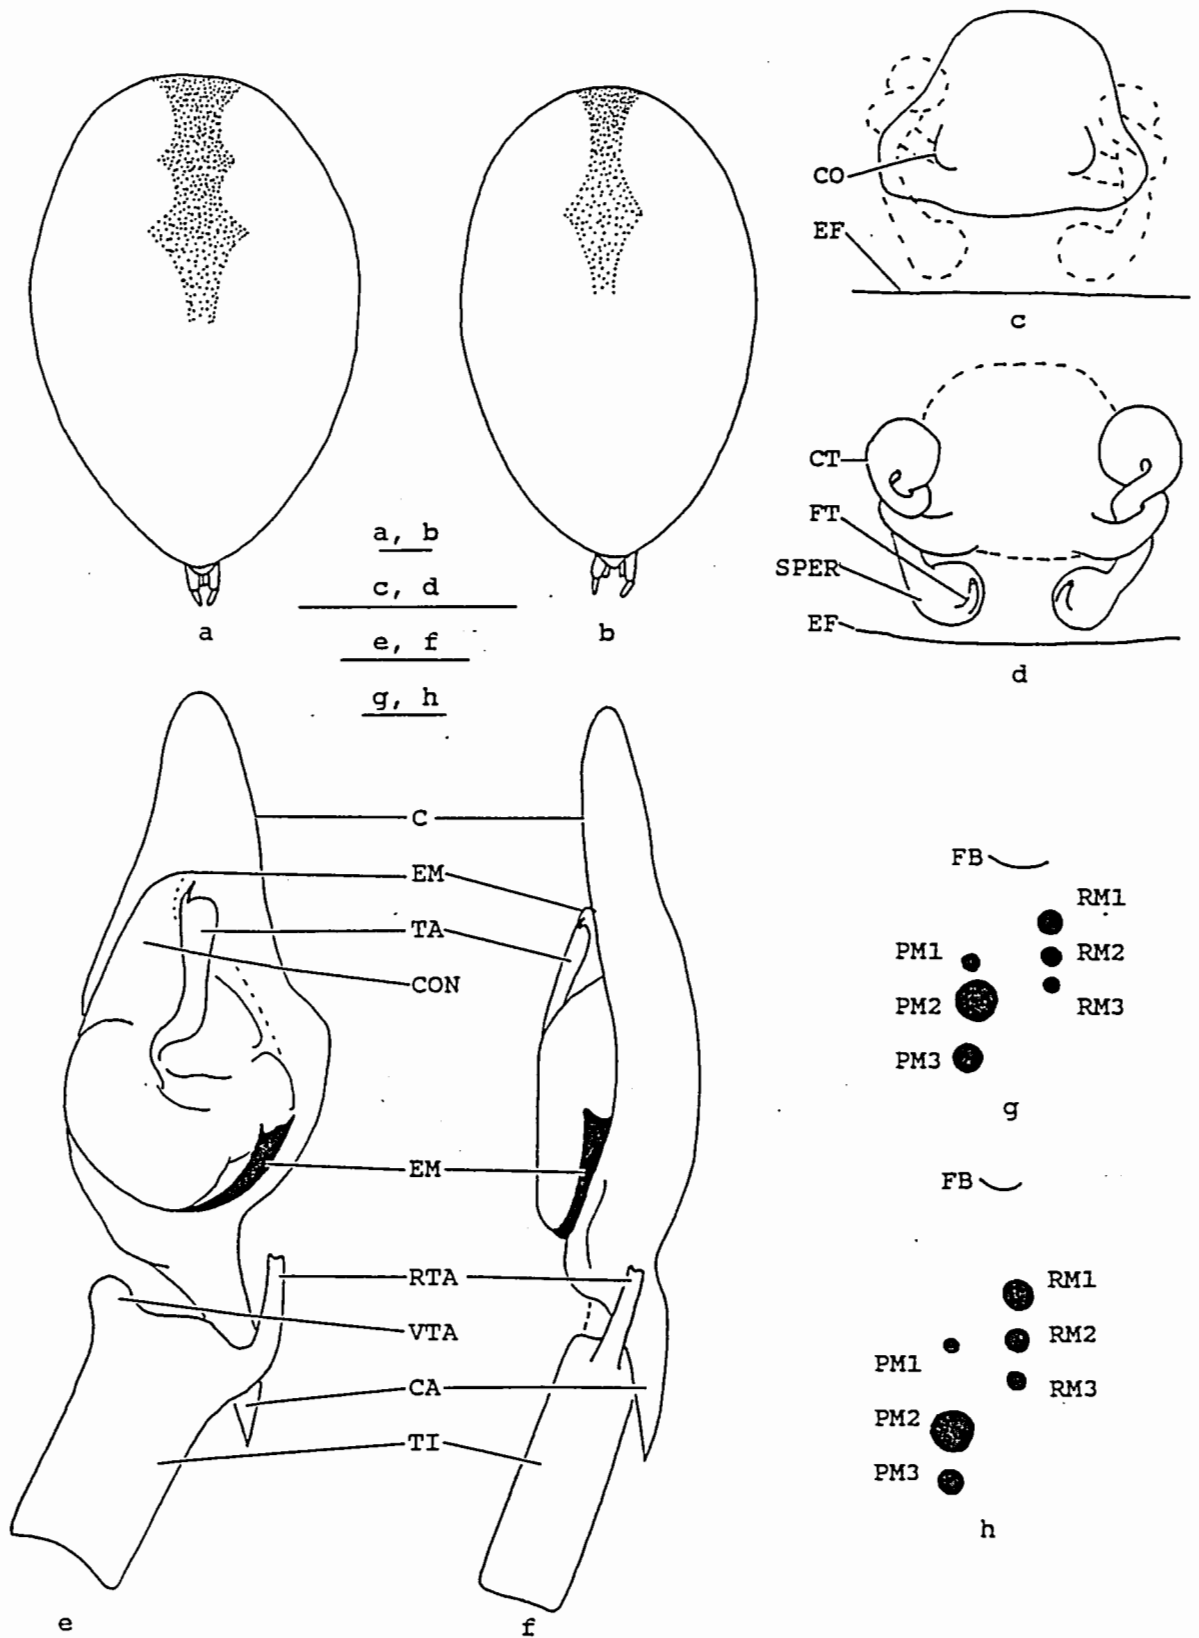 CO
EF
c
CT
FT
SPER
EF
d
a, b
c, d
e, f
g, h
a
b
C
EM
TA
CON
EM
RTA
VTA
CA
TI
e
f
FB
RM1
PM1
RM2
PM2
RM3
PM3
g
FB
RM1
RM2
PM1
RM3
PM2
PM3
h